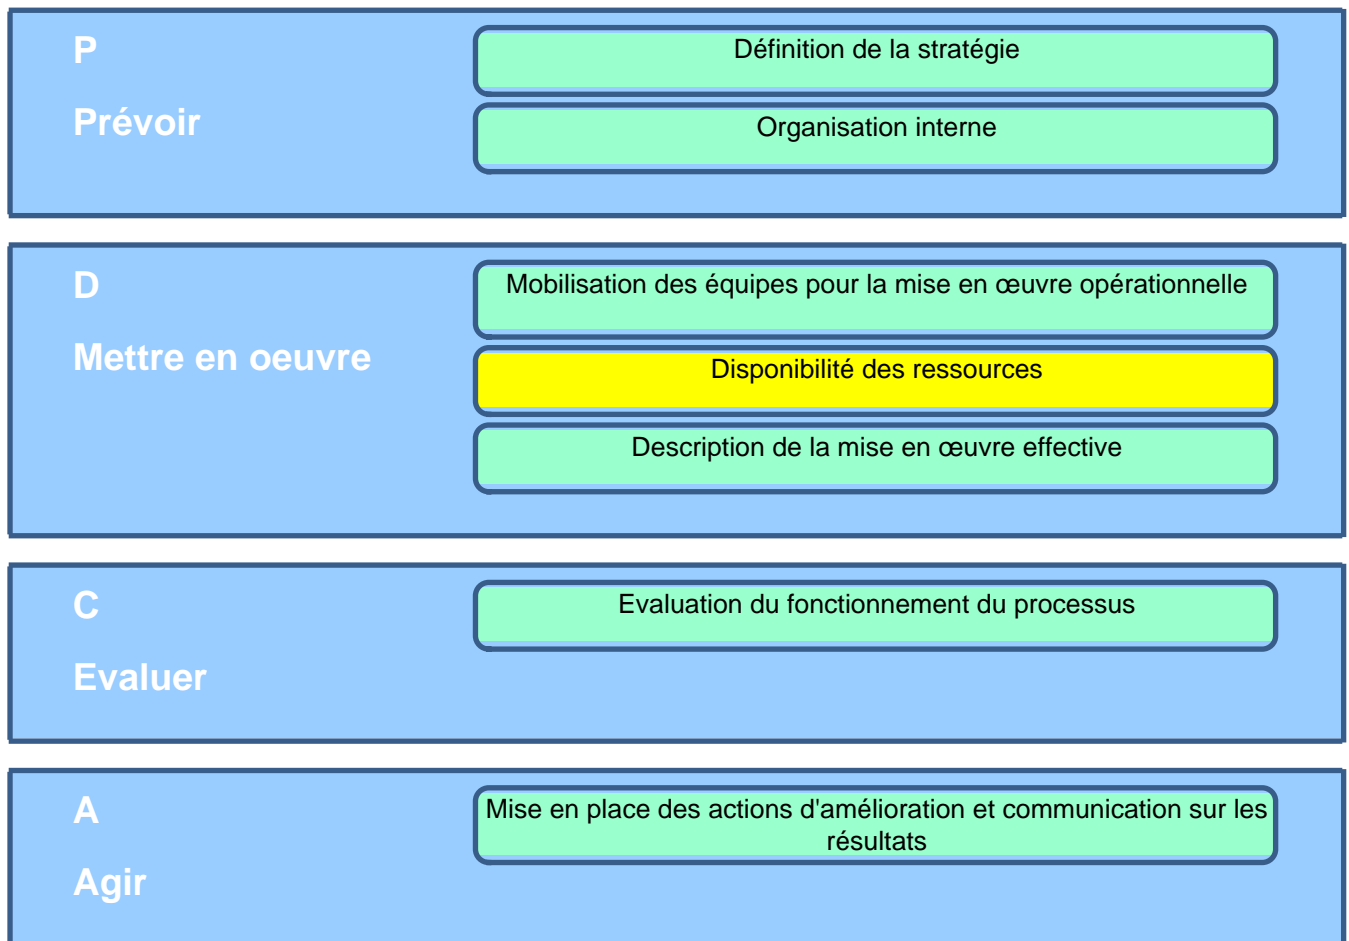 P
Prévoir
Définition de la stratégie
Organisation interne
D
Mettre en oeuvre
Mobilisation des équipes pour la mise en œuvre opérationnelle
Disponibilité des ressources
Description de la mise en œuvre effective
C
Evaluer
Evaluation du fonctionnement du processus
A
Agir
Mise en place des actions d'amélioration et communication sur les
résultats